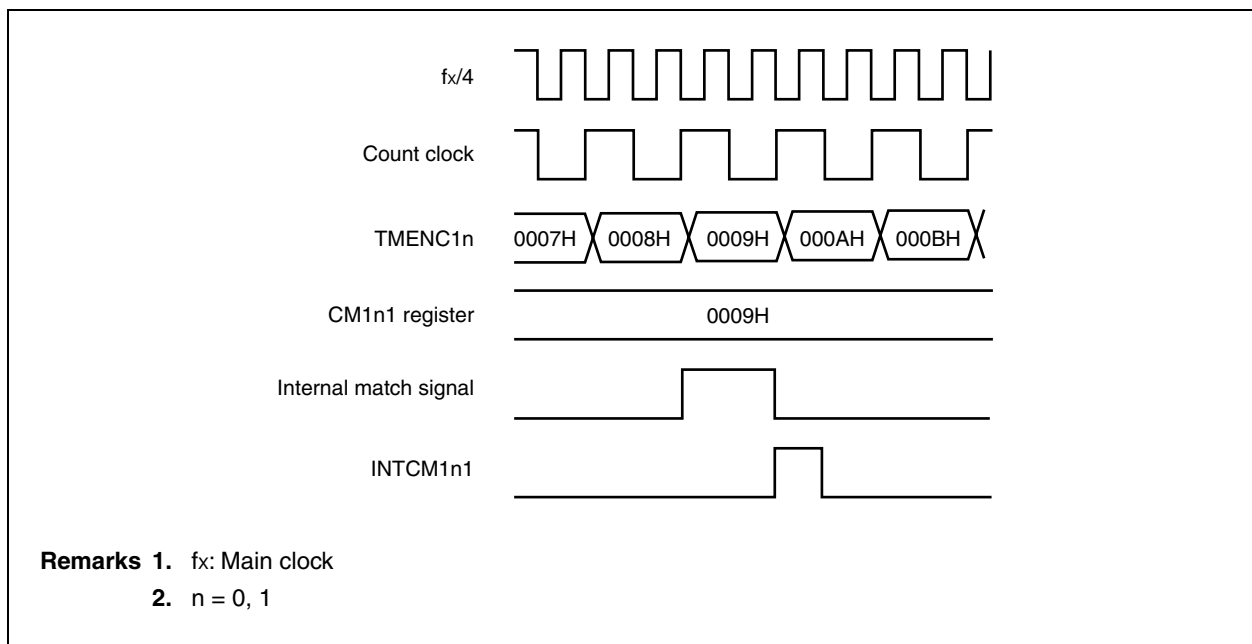 fx/4
Count clock
TMENC1n
0007H 0008H 0009H 000AH 000BH
CM1n1 register
0009H
Internal match signal
INTCM1n1
Remarks 1. fx: Main clock
2. n = 0, 1